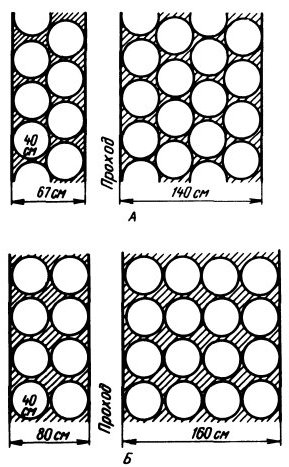 40
см
67 см
Проход
140 см
А
40
см
80 см
Проход
160 см
Б